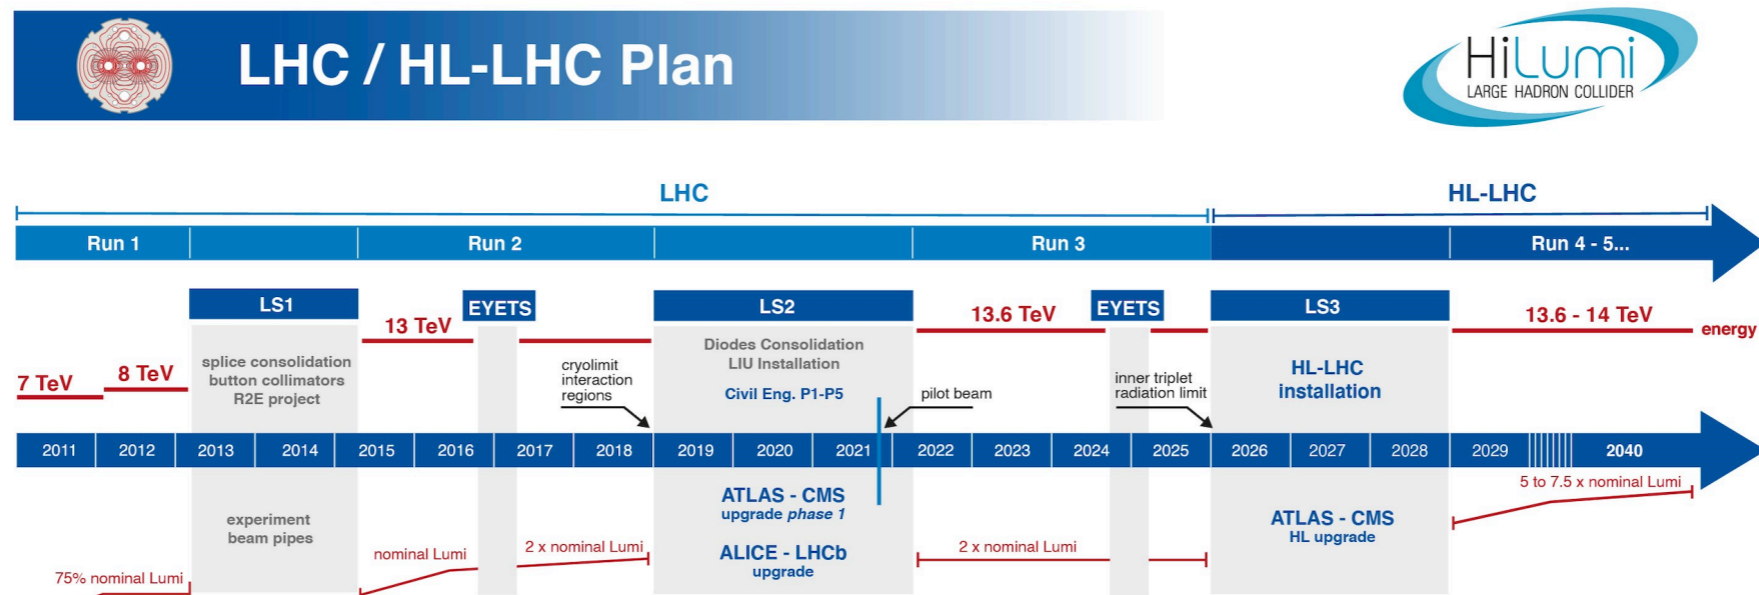 LHC / HL-LHC Plan
HiLumi
LARGE HADRON COLLIDER
LHC
HL-LHC
Run 1
Run 2
Run 3
Run 4 - 5...
LS1
EYETS
LS2
EYETS
LS3
7 TeV
8 TeV
13 TeV
13.6 TeV
13.6 - 14 TeV
energy
splice consolidation
button collimators
R2E project
cryolimit
interaction
regions
Diodes Consolidation
LIU Installation
Civil Eng. P1-P5
pilot beam
inner triplet
radiation limit
HL-LHC
installation
2011
2012
2013
2014
2015
2016
2017
2018
2019
2020
2021
2022
2023
2024
2025
2026
2027
2028
2029
2040
experiment
beam pipes
75% nominal Lumi
nominal Lumi
2 x nominal Lumi
ATLAS - CMS
upgrade phase 1
ALICE - LHCb
upgrade
2 x nominal Lumi
ATLAS - CMS
HL upgrade
5 to 7.5 x nominal Lumi